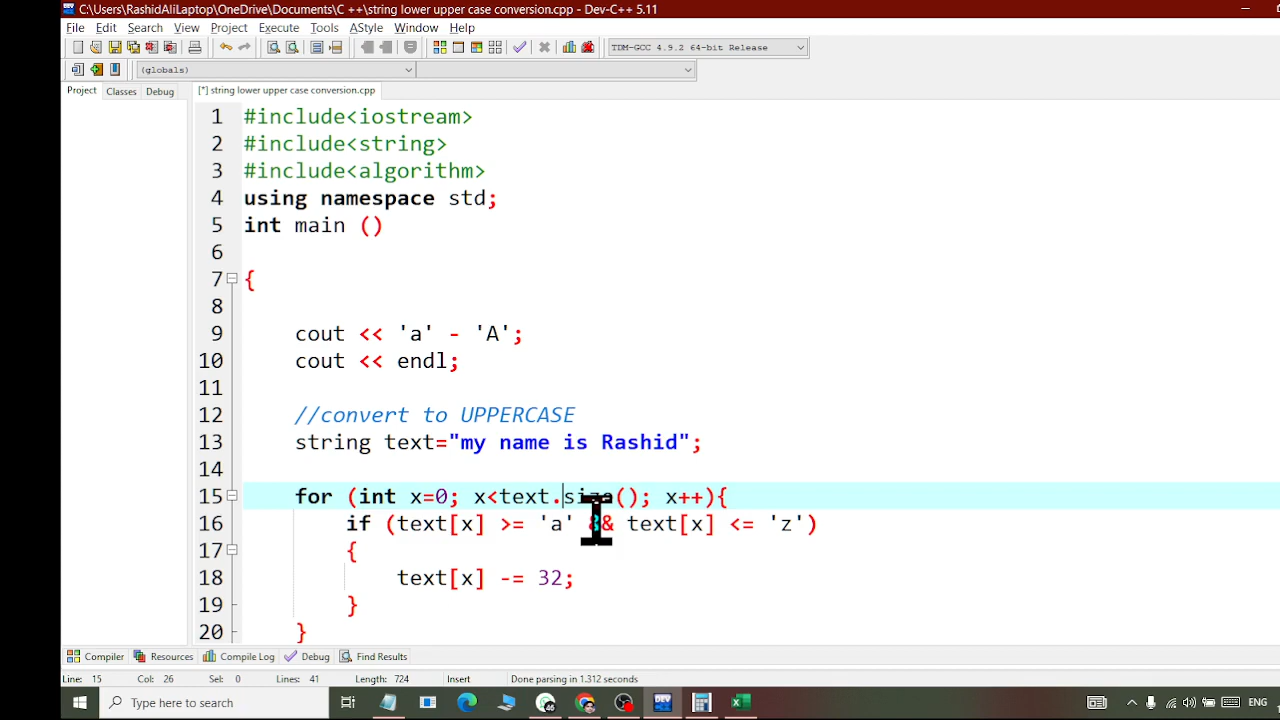 C:\Users\RashidAliLaptop\OneDrive\Documents\C ++\string lower upper case conversion.cpp - Dev-C++ 5.11
File Edit Search View Project Execute Tools AStyle Window Help
TDM-GCC 4.9.2 64-bit Release
(globals)
Project Classes Debug [*] string lower upper case conversion.cpp
1 #include<iostream>
2 #include<string>
3 #include<algorithm>
4 using namespace std;
5 int main ()
6
7 {
8
9 cout << 'a' - 'A';
10 cout << endl;
11
12 //convert to UPPERCASE
13 string text="my name is Rashid";
14
15 for (int x=0; x<text.size(); x++){
16 if (text[x] >= 'a' && text[x] <= 'z')
17 {
18 text[x] -= 32;
19 }
20 }
Compiler Resources Compile Log Debug Find Results
Line: 15 Col: 26 Sel: 0 Lines: 41 Length: 724 Insert Done parsing in 1.312 seconds
Type here to search 46 DEV ENG